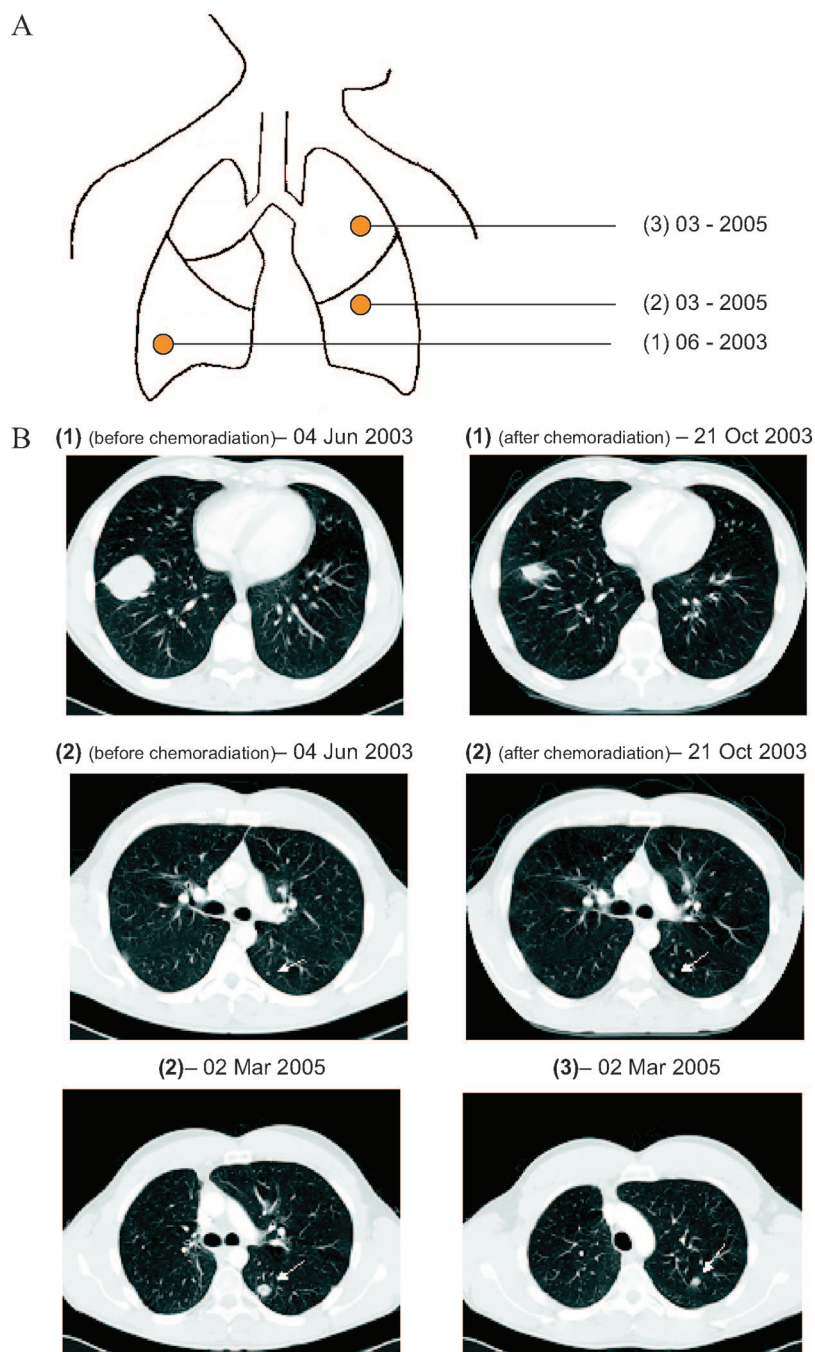 A
(3) 03 - 2005
(2) 03 - 2005
(1) 06 - 2003
B
(1) (before chemoradiation)– 04 Jun 2003
(1) (after chemoradiation) – 21 Oct 2003
(2) (before chemoradiation)– 04 Jun 2003
(2) (after chemoradiation)– 21 Oct 2003
(2)– 02 Mar 2005
(3)– 02 Mar 2005